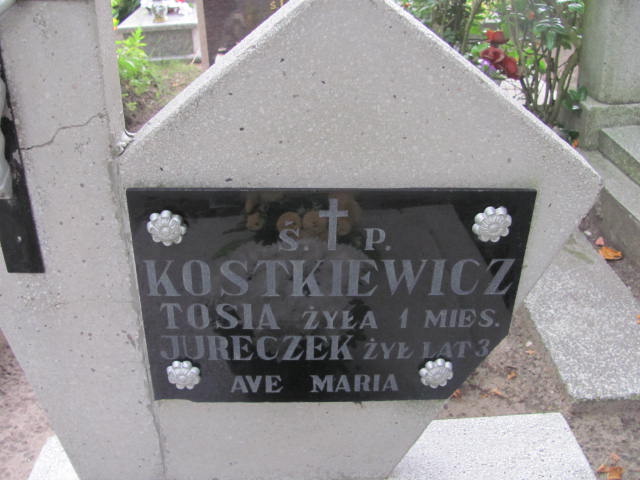 Ś. P.
KOSTKIEWICZ
TOSIA ŻYŁA 1 MIES.
JURECZEK ŻYŁ LAT 3
AVE MARIA